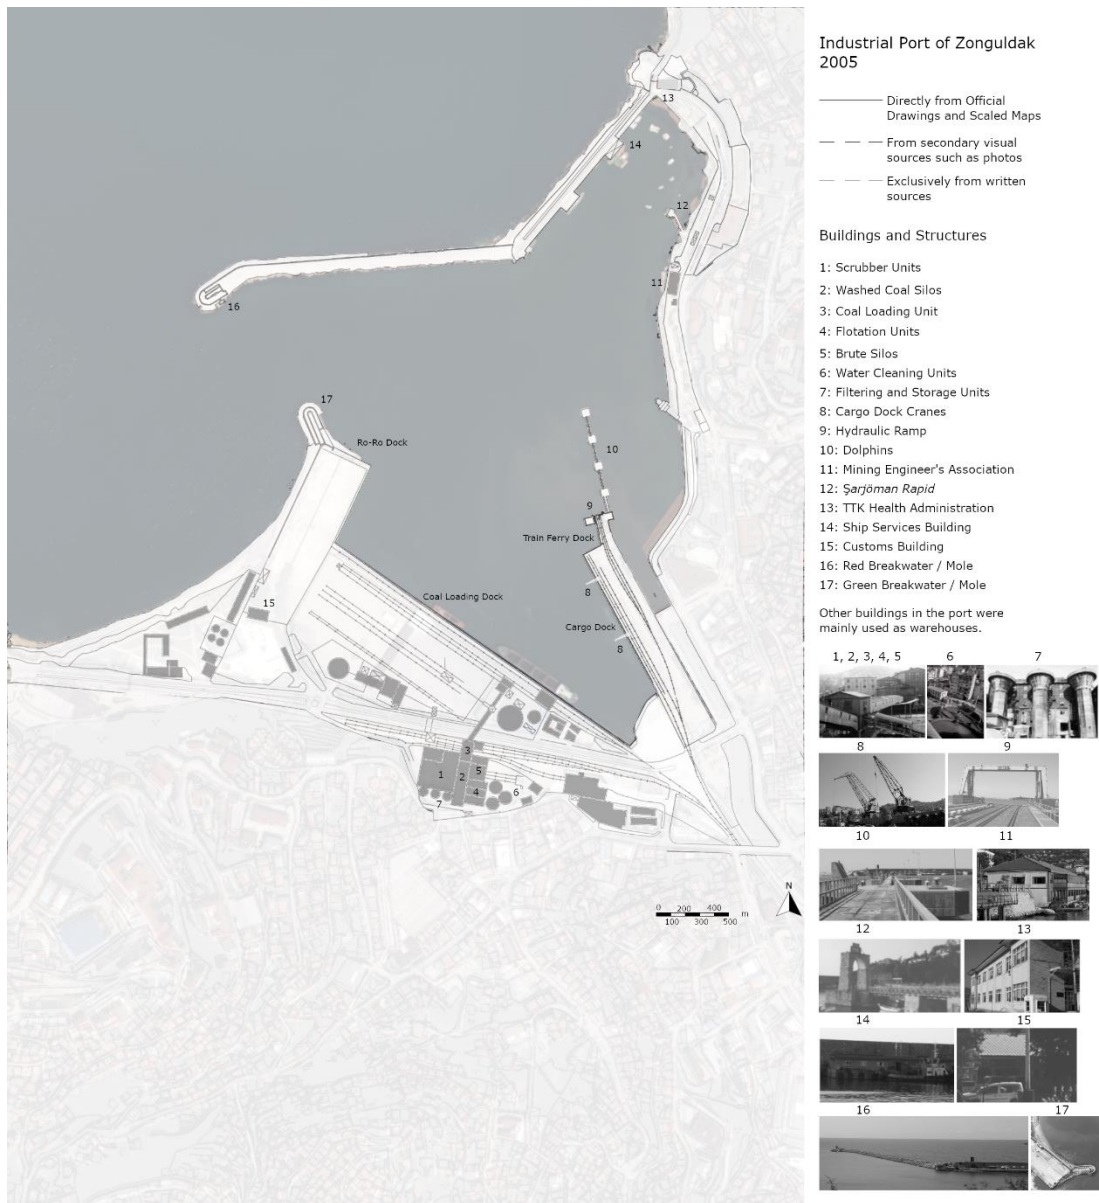 Industrial Port of Zonguldak
2005
Directly from Official
Drawings and Scaled Maps
From secondary visual
sources such as photos
Exclusively from written
sources
Buildings and Structures
1: Scrubber Units
2: Washed Coal Silos
3: Coal Loading Unit
4: Flotation Units
5: Brute Silos
6: Water Cleaning Units
7: Filtering and Storage Units
8: Cargo Dock Cranes
9: Hydraulic Ramp
10: Dolphins
11: Mining Engineer's Association
12: Şarjöman Rapid
13: TTK Health Administration
14: Ship Services Building
15: Customs Building
16: Red Breakwater / Mole
17: Green Breakwater / Mole
Other buildings in the port were
mainly used as warehouses.
1, 2, 3, 4, 5 6 7
8 9
10 11
12 13
14 15
16 17
13
14
12
11
16
17
Ro-Ro Dock
10
9
Train Ferry Dock
8
Coal Loading Dock
15
Cargo Dock
8
3
1 2 5
4 6
7
N
0 200 400
m
100 300 500